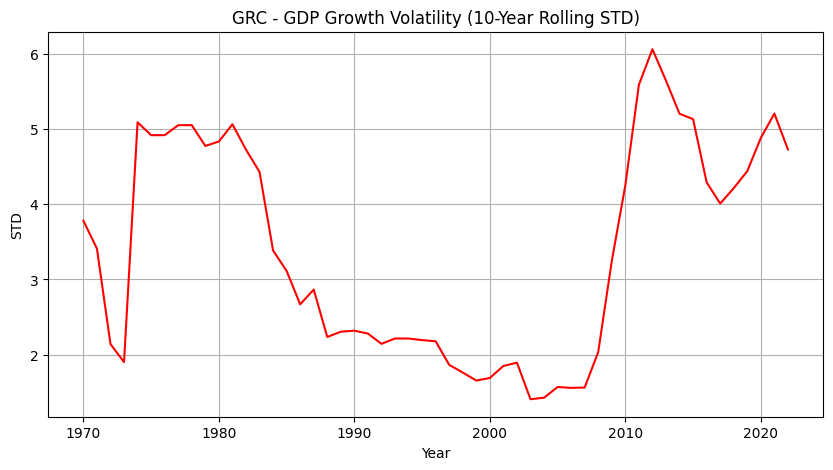 GRC - GDP Growth Volatility (10-Year Rolling STD)
6
5
4
3
2
STD
1970 1980 1990 2000 2010 2020
Year